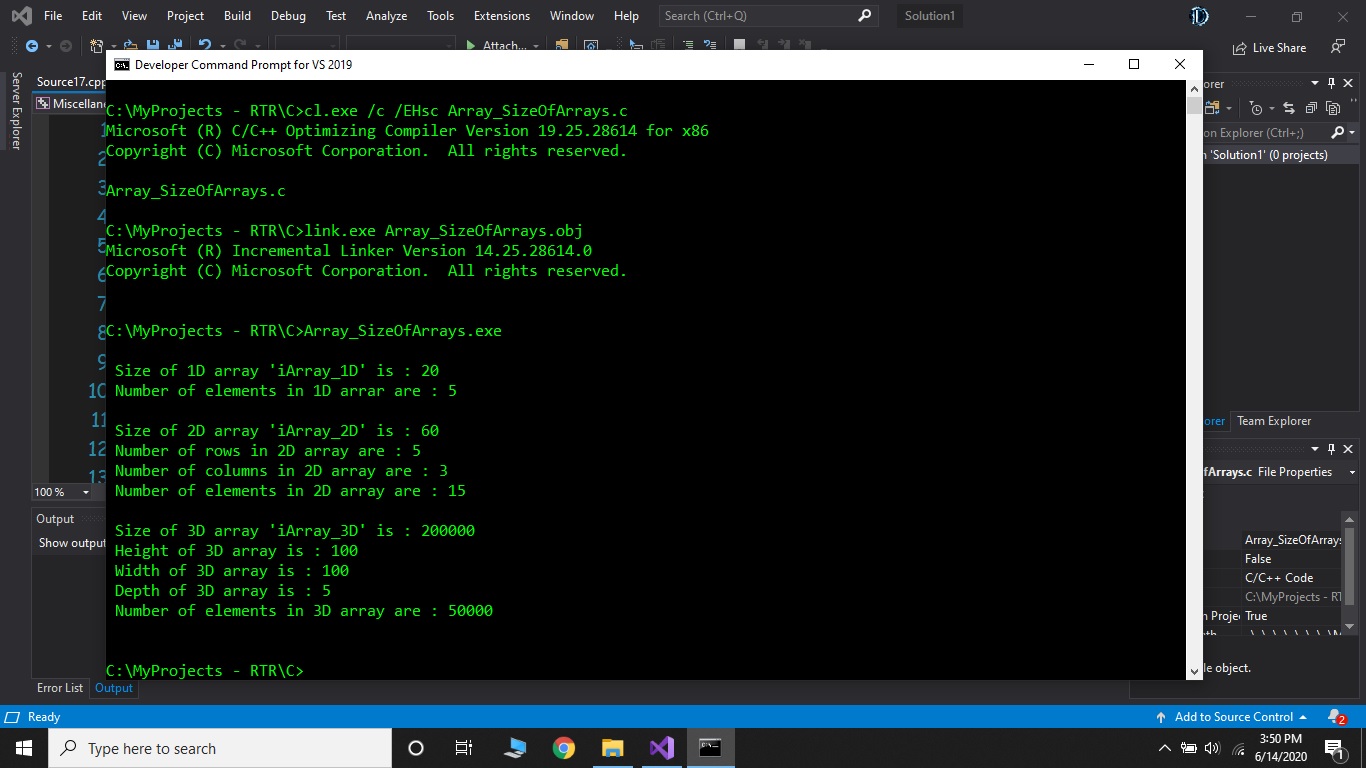 File Edit View Project Build Debug Test Analyze Tools Extensions Window Help Search (Ctrl+Q) Solution1
Attach...
Live Share
Server Explorer
Source17.cpp
Developer Command Prompt for VS 2019
C:\MyProjects - RTR\C>cl.exe /c /EHsc Array_SizeOfArrays.c
Microsoft (R) C/C++ Optimizing Compiler Version 19.25.28614 for x86
Copyright (C) Microsoft Corporation.  All rights reserved.
Array_SizeOfArrays.c
C:\MyProjects - RTR\C>link.exe Array_SizeOfArrays.obj
Microsoft (R) Incremental Linker Version 14.25.28614.0
Copyright (C) Microsoft Corporation.  All rights reserved.
C:\MyProjects - RTR\C>Array_SizeOfArrays.exe
Size of 1D array 'iArray_1D' is : 20
Number of elements in 1D arrar are : 5
Size of 2D array 'iArray_2D' is : 60
Number of rows in 2D array are : 5
Number of columns in 2D array are : 3
Number of elements in 2D array are : 15
Size of 3D array 'iArray_3D' is : 200000
Height of 3D array is : 100
Width of 3D array is : 100
Depth of 3D array is : 5
Number of elements in 3D array are : 50000
C:\MyProjects - RTR\C>
Miscellane
1
2
3
4
5
6
7
8
9
10
11
12
13
100 %
Output
Show output
Error List Output
orer
on Explorer (Ctrl+;)
'Solution1' (0 projects)
orer Team Explorer
fArrays.c File Properties
Array_SizeOfArrays
False
C/C++ Code
C:\MyProjects - RT
n Proje True
le object.
Ready
Add to Source Control
2
Type here to search
3:50 PM
6/14/2020
1